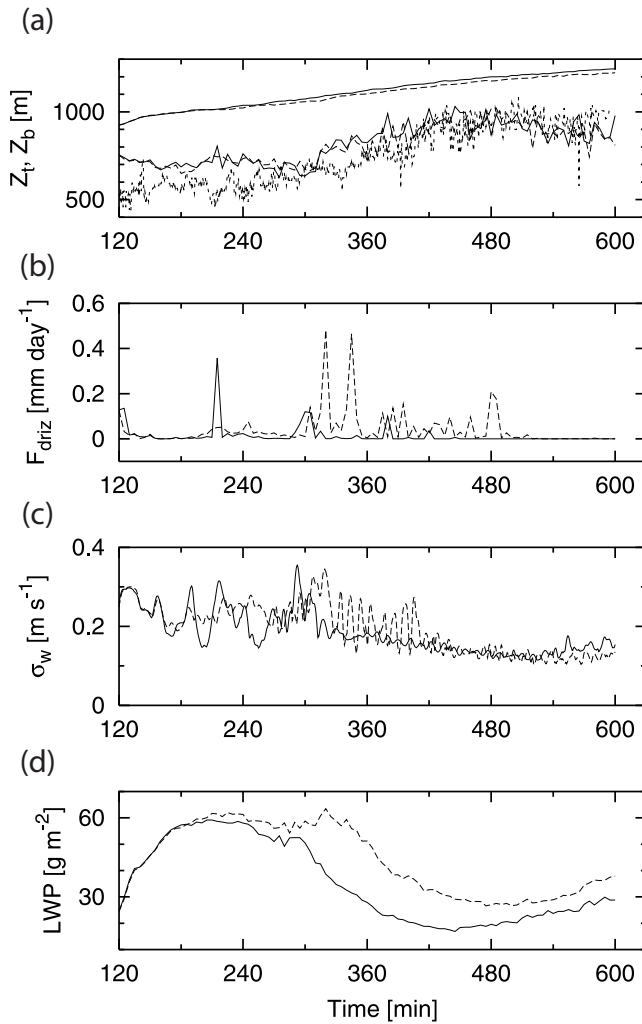 (a)
Z_t, Z_b [m]
1000
500
120 240 360 480 600
(b)
F_driz [mm day⁻¹]
0.6
0.4
0.2
0
120 240 360 480 600
(c)
σ_w [m s⁻¹]
0.4
0.2
0
120 240 360 480 600
(d)
LWP [g m⁻²]
60
30
120 240 360 480 600
Time [min]